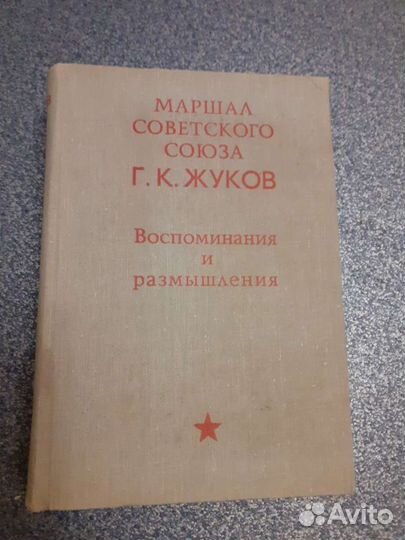 МАРШАЛ
СОВЕТСКОГО
СОЮЗА
Г. К. ЖУКОВ
Воспоминания
и
размышления
Avito